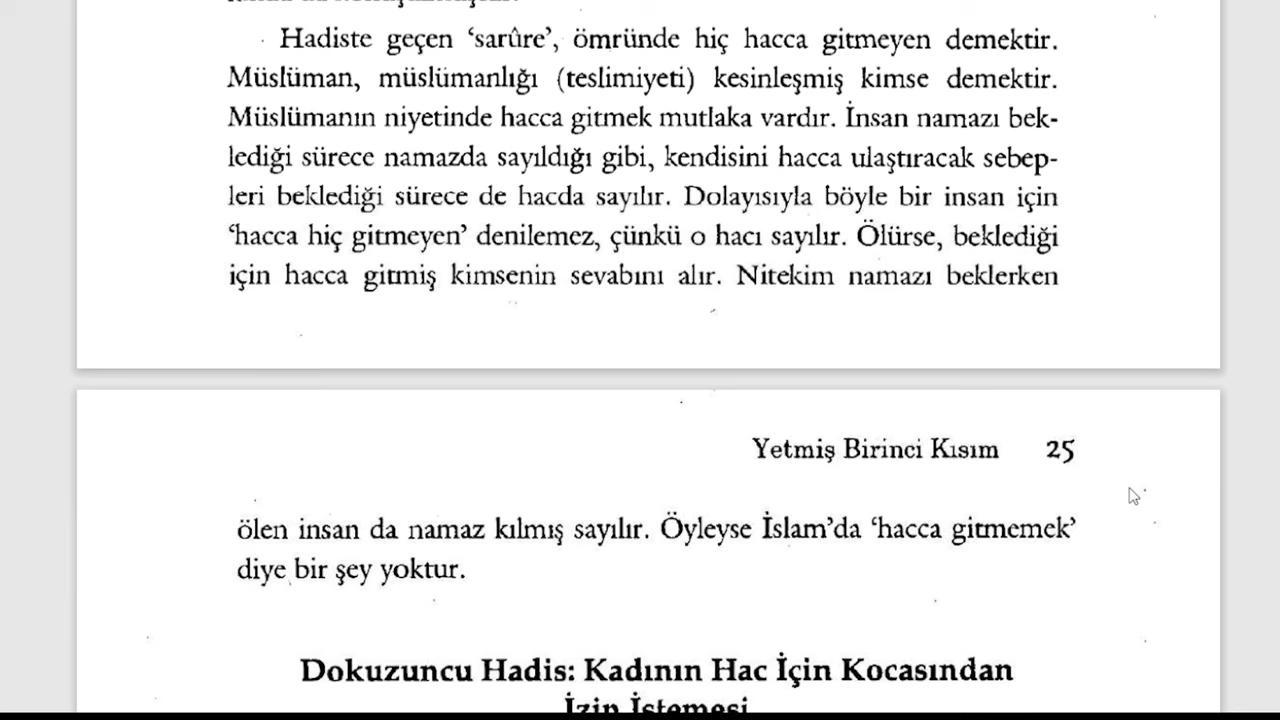 Hadiste geçen ‘sarûre’, ömründe hiç hacca gitmeyen demektir.
Müslüman, müslümanlığı (teslimiyeti) kesinleşmiş kimse demektir.
Müslümanın niyetinde hacca gitmek mutlaka vardır. İnsan namazı bek-
lediği sürece namazda sayıldığı gibi, kendisini hacca ulaştıracak sebep-
leri beklediği sürece de hacda sayılır. Dolayısıyla böyle bir insan için
‘hacca hiç gitmeyen’ denilemez, çünkü o hacı sayılır. Ölürse, beklediği
için hacca gitmiş kimsenin sevabını alır. Nitekim namazı beklerken
Yetmiş Birinci Kısım 25
ölen insan da namaz kılmış sayılır. Öyleyse İslam’da ‘hacca gitmemek’
diye bir şey yoktur.
Dokuzuncu Hadis: Kadının Hac İçin Kocasından
İzin İstemesi